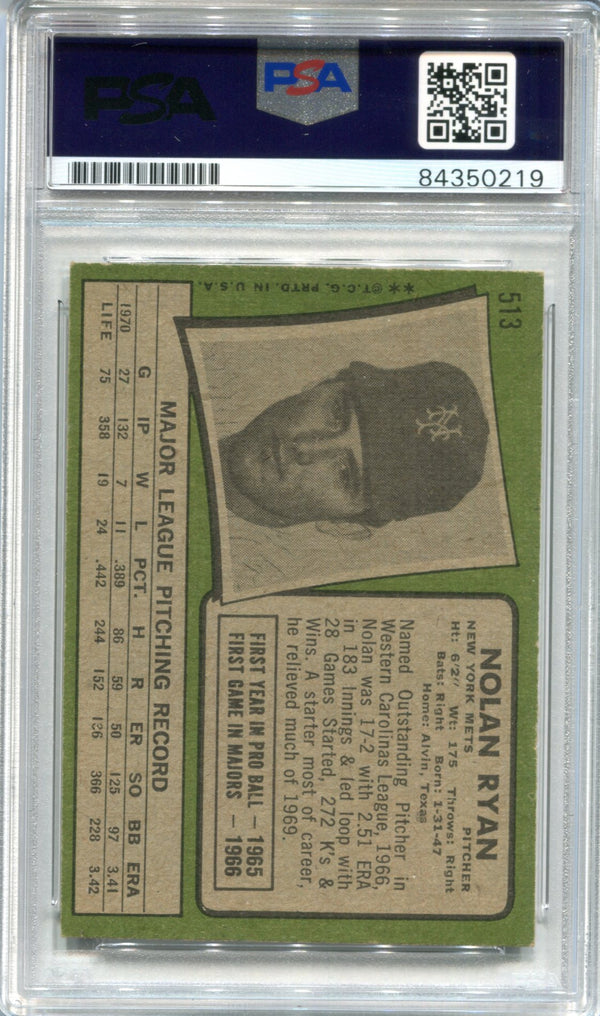 PSA
PSA
84350219
513
** ©T.C.G. PRTD. IN U.S.A.
NOLAN RYAN
NEW YORK METS PITCHER
Ht: 6'2" Wt: 175 Throws: Right
Bats: Right Born: 1-31-47
Home: Alvin, Texas
Named Outstanding Pitcher in
Western Carolinas League, 1966,
Nolan was 17-2 with 2.51 ERA
in 183 Innings & led loop with
28 Games Started, 272 K's &
Wins. A starter most of career,
he relieved much of 1969.
FIRST YEAR IN PRO BALL — 1965
FIRST GAME IN MAJORS — 1966
MAJOR LEAGUE PITCHING RECORD
G IP W L PCT. H R ER SO BB ERA
1970 27 132 7 11 .389 86 59 50 125 97 3.41
LIFE 75 358 19 24 .442 244 152 136 366 228 3.42